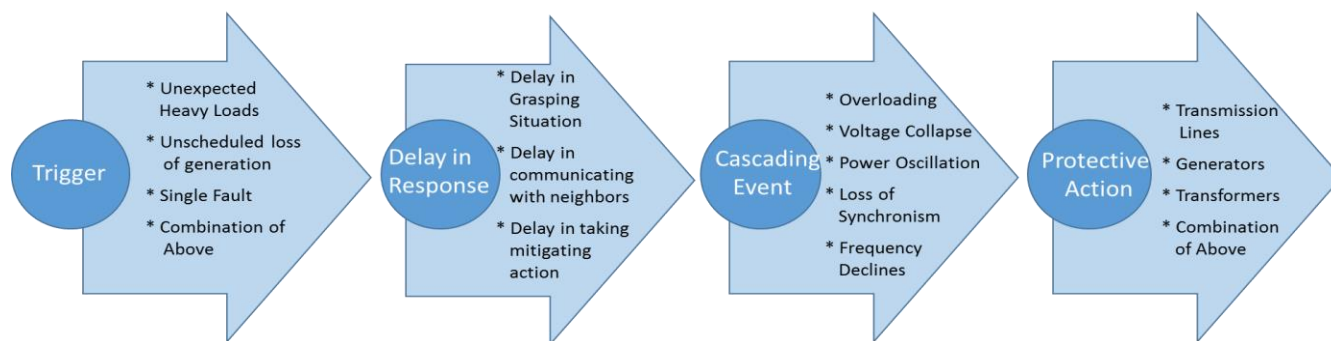 Trigger
* Unexpected
Heavy Loads
* Unscheduled loss
of generation
* Single Fault
* Combination of
Above
Delay in
Response
* Delay in
Grasping
Situation
* Delay in
communicating
with neighbors
* Delay in taking
mitigating
action
Cascading
Event
* Overloading
* Voltage Collapse
* Power Oscillation
* Loss of
Synchronism
* Frequency
Declines
Protective
Action
* Transmission
Lines
* Generators
* Transformers
* Combination
of Above